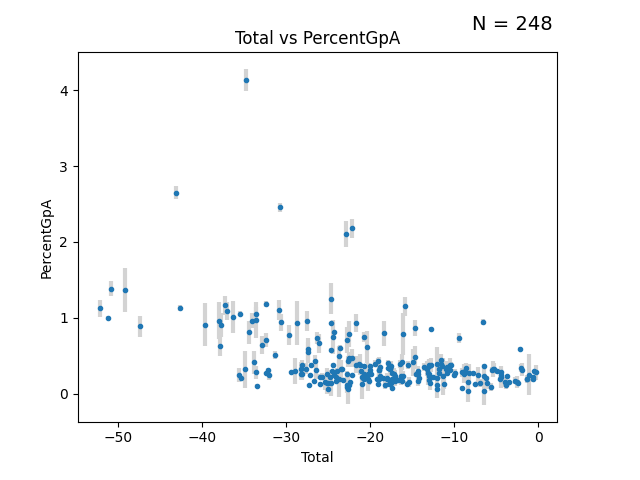 N = 248
Total vs PercentGpA
PercentGpA
4
3
2
1
0
−50 −40 −30 −20 −10 0
Total